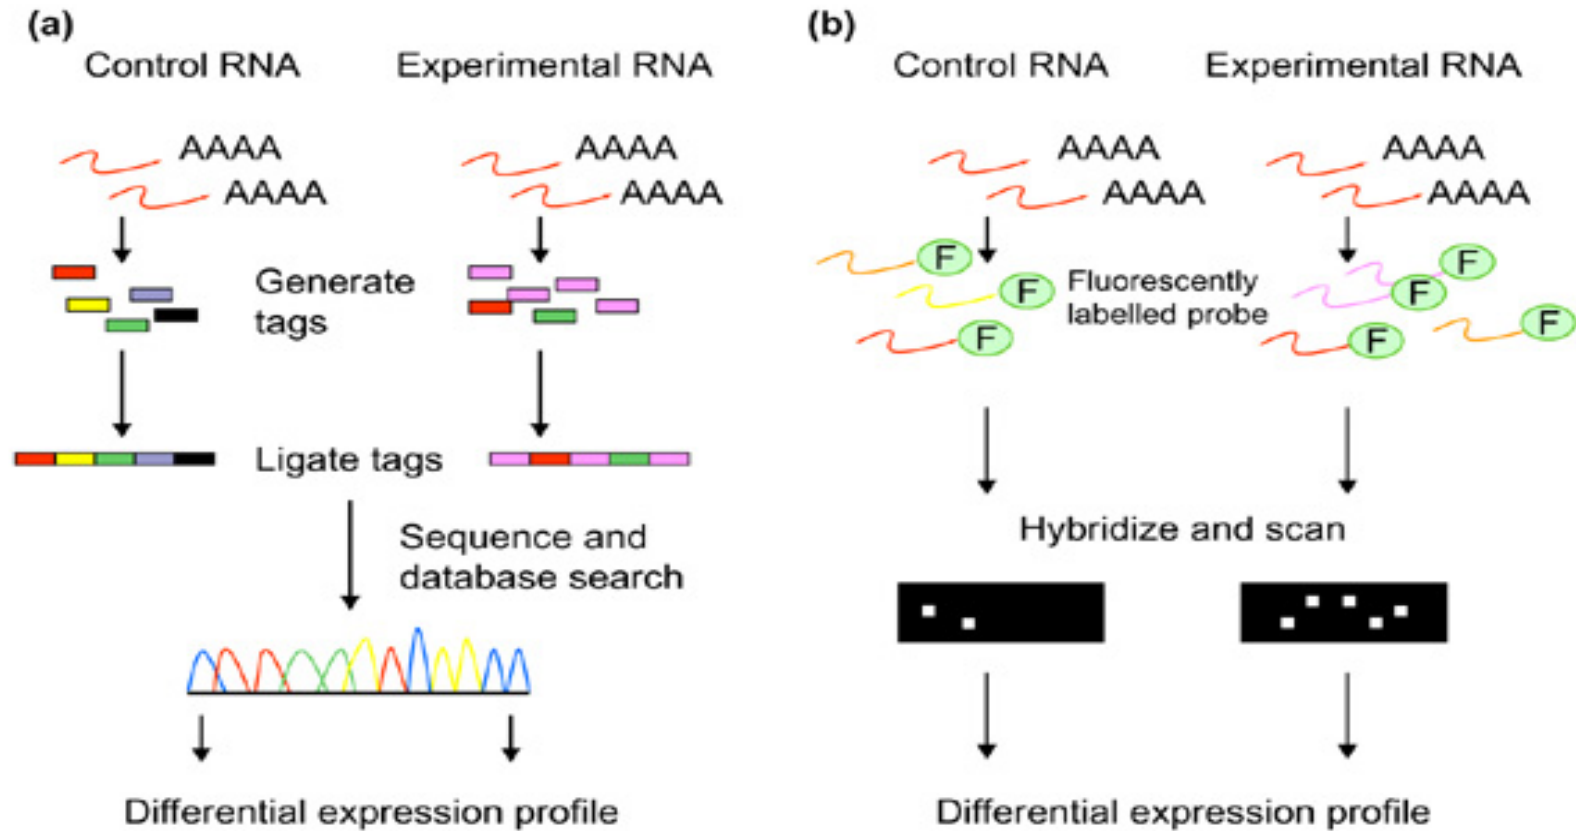 (a)
Control RNA
Experimental RNA
AAAA
AAAA
AAAA
AAAA
Generate
tags
Ligate tags
Sequence and
database search
Differential expression profile
(b)
Control RNA
Experimental RNA
AAAA
AAAA
AAAA
AAAA
F
F
F
Fluorescently
labelled probe
F
F
F
F
Hybridize and scan
Differential expression profile